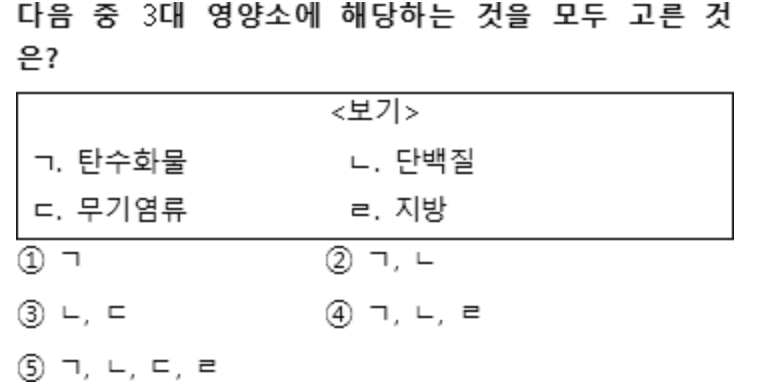 다음 중 3대 영양소에 해당하는 것을 모두 고른 것
은?
<보기>
ㄱ. 탄수화물 ㄴ. 단백질
ㄷ. 무기염류 ㄹ. 지방
① ㄱ ② ㄱ, ㄴ
③ ㄴ, ㄷ ④ ㄱ, ㄴ, ㄹ
⑤ ㄱ, ㄴ, ㄷ, ㄹ